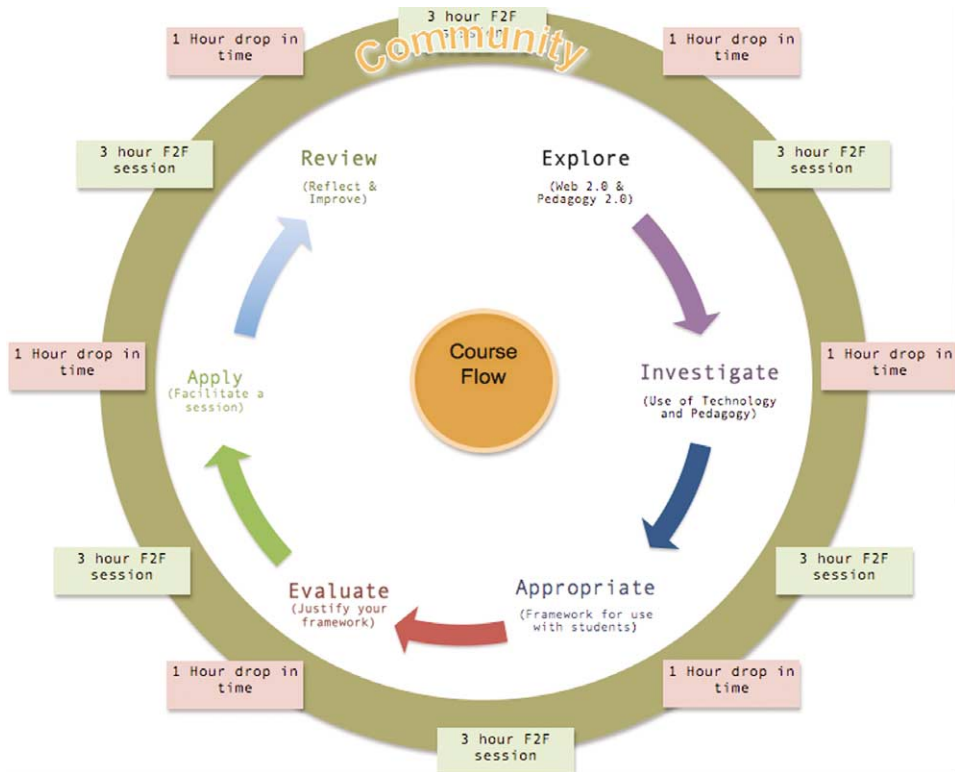 3 hour F2F
session
Community
1 Hour drop in
time
1 Hour drop in
time
3 hour F2F
session
3 hour F2F
session
Review
(Reflect &
Improve)
Explore
(Web 2.0 &
Pedagogy 2.0)
Course
Flow
1 Hour drop in
time
Apply
(Facilitate a
session)
Investigate
(Use of Technology
and Pedagogy)
1 Hour drop in
time
3 hour F2F
session
Evaluate
(Justify your
framework)
Appropriate
(Framework for use
with students)
3 hour F2F
session
1 Hour drop in
time
1 Hour drop in
time
3 hour F2F
session